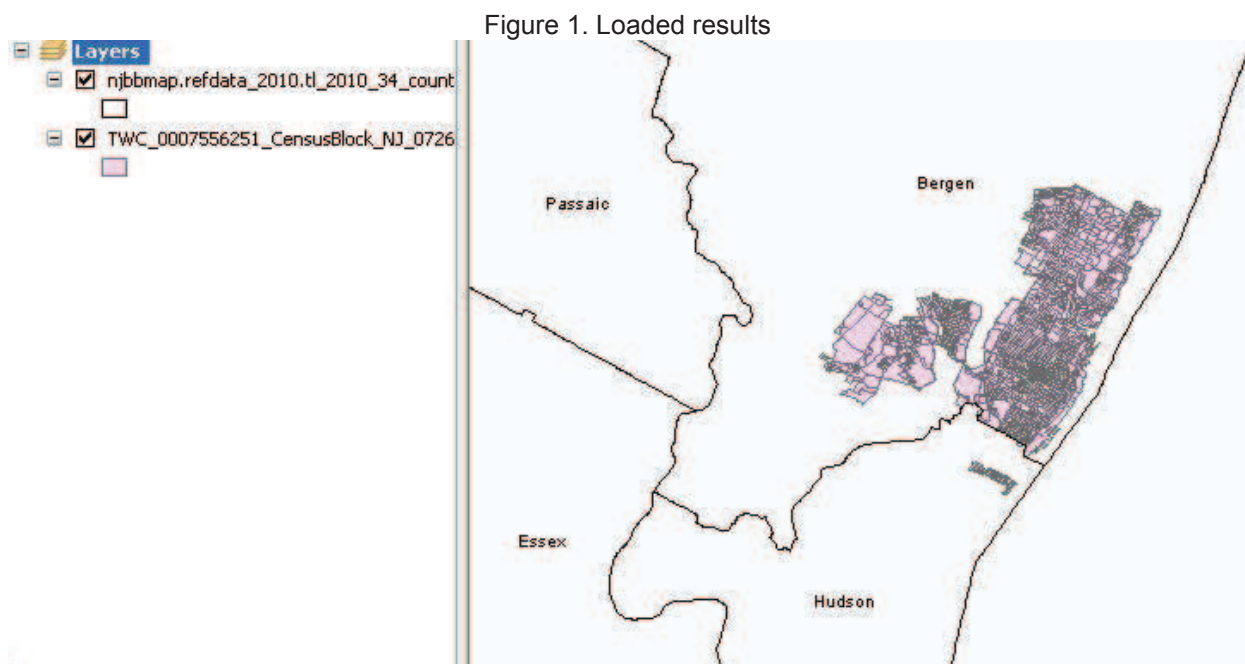 Figure 1. Loaded results
Layers
njbbmap.refdata_2010.tl_2010_34_count
TWC_0007556251_CensusBlock_NJ_0726
Passaic
Bergen
Essex
Hudson